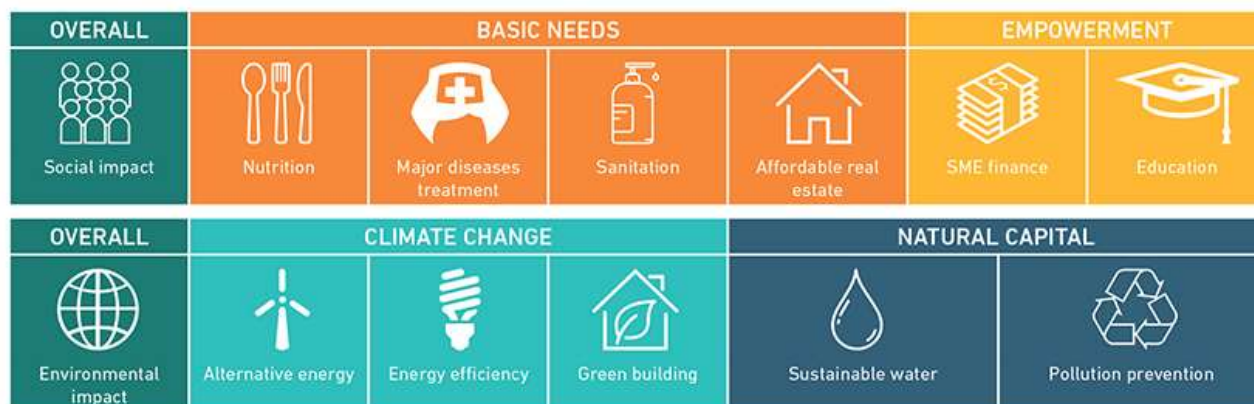 OVERALL BASIC NEEDS EMPOWERMENT
Social impact
Nutrition
Major diseases
treatment
Sanitation
Affordable real
estate
$
SME finance
Education
OVERALL CLIMATE CHANGE NATURAL CAPITAL
Environmental
impact
Alternative energy
Energy efficiency
Green building
Sustainable water
Pollution prevention